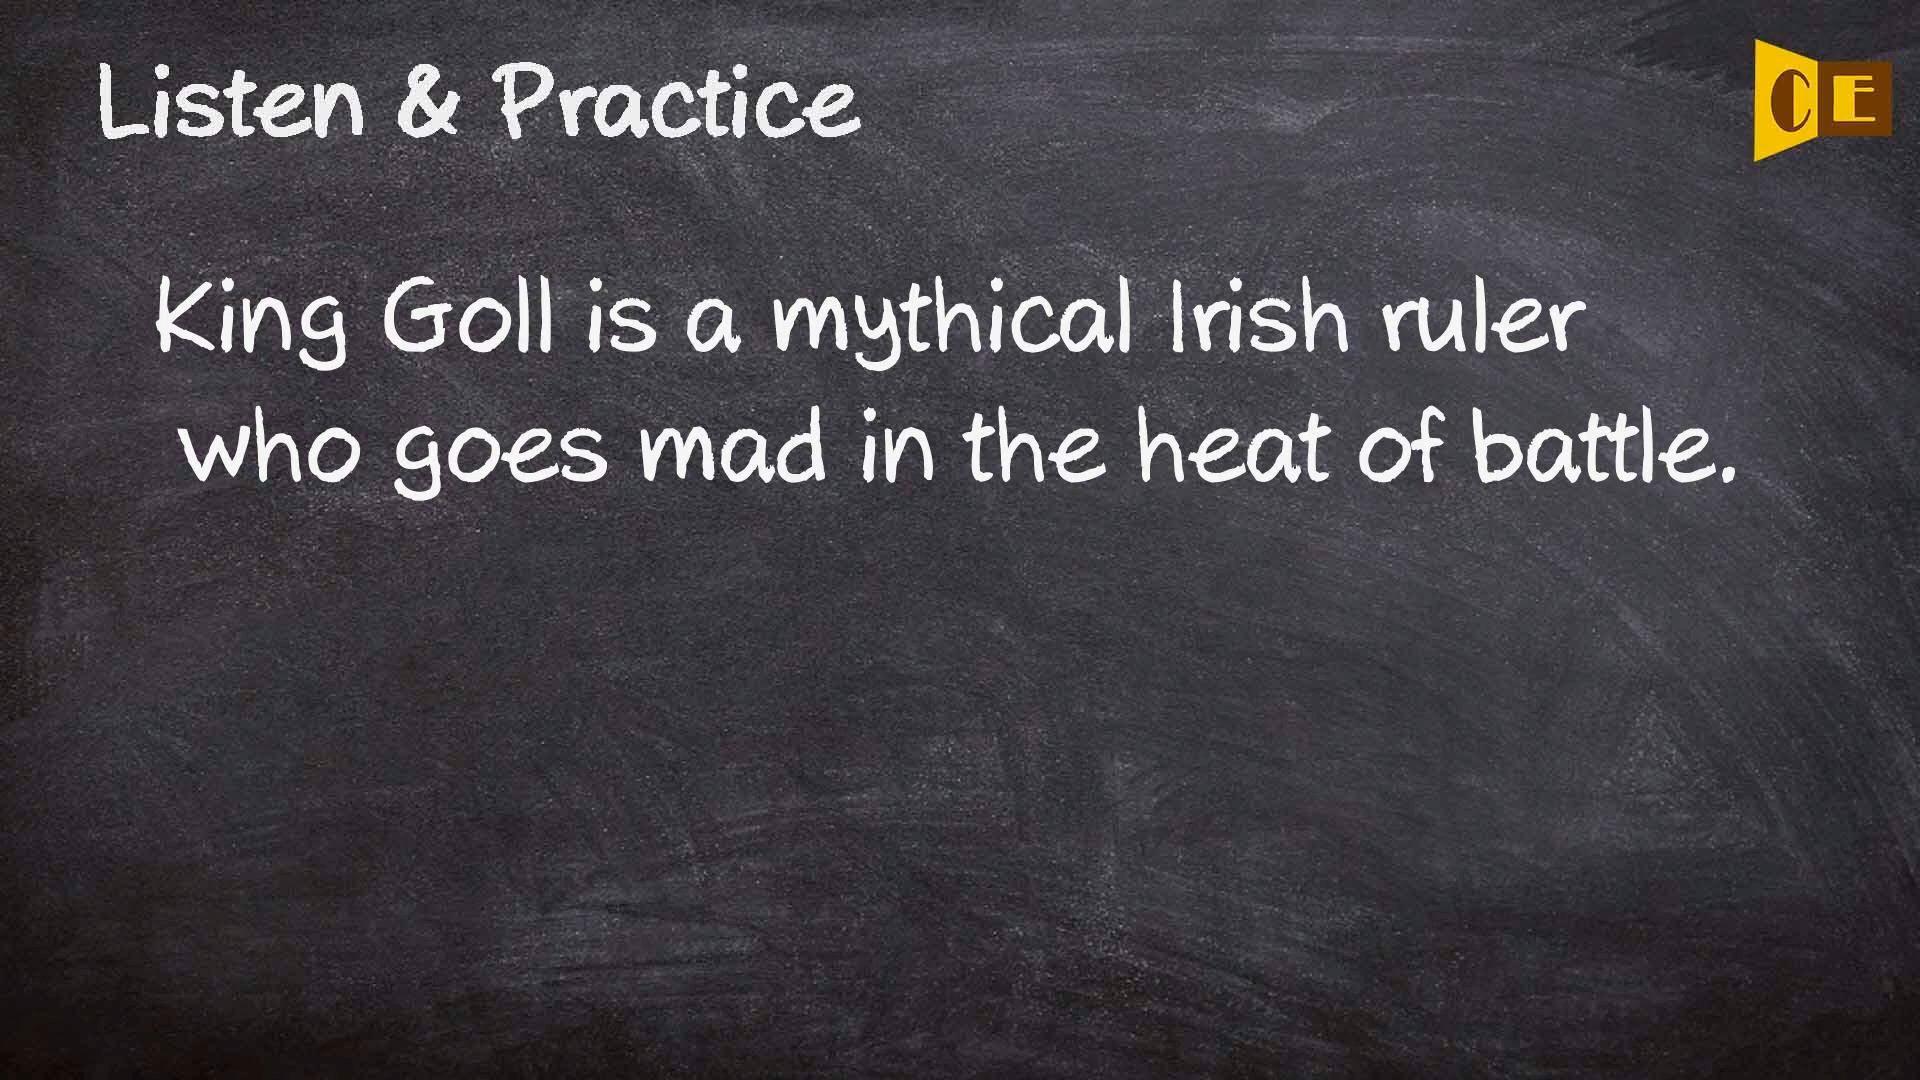 Listen & Practice
CE
King Goll is a mythical Irish ruler
who goes mad in the heat of battle.